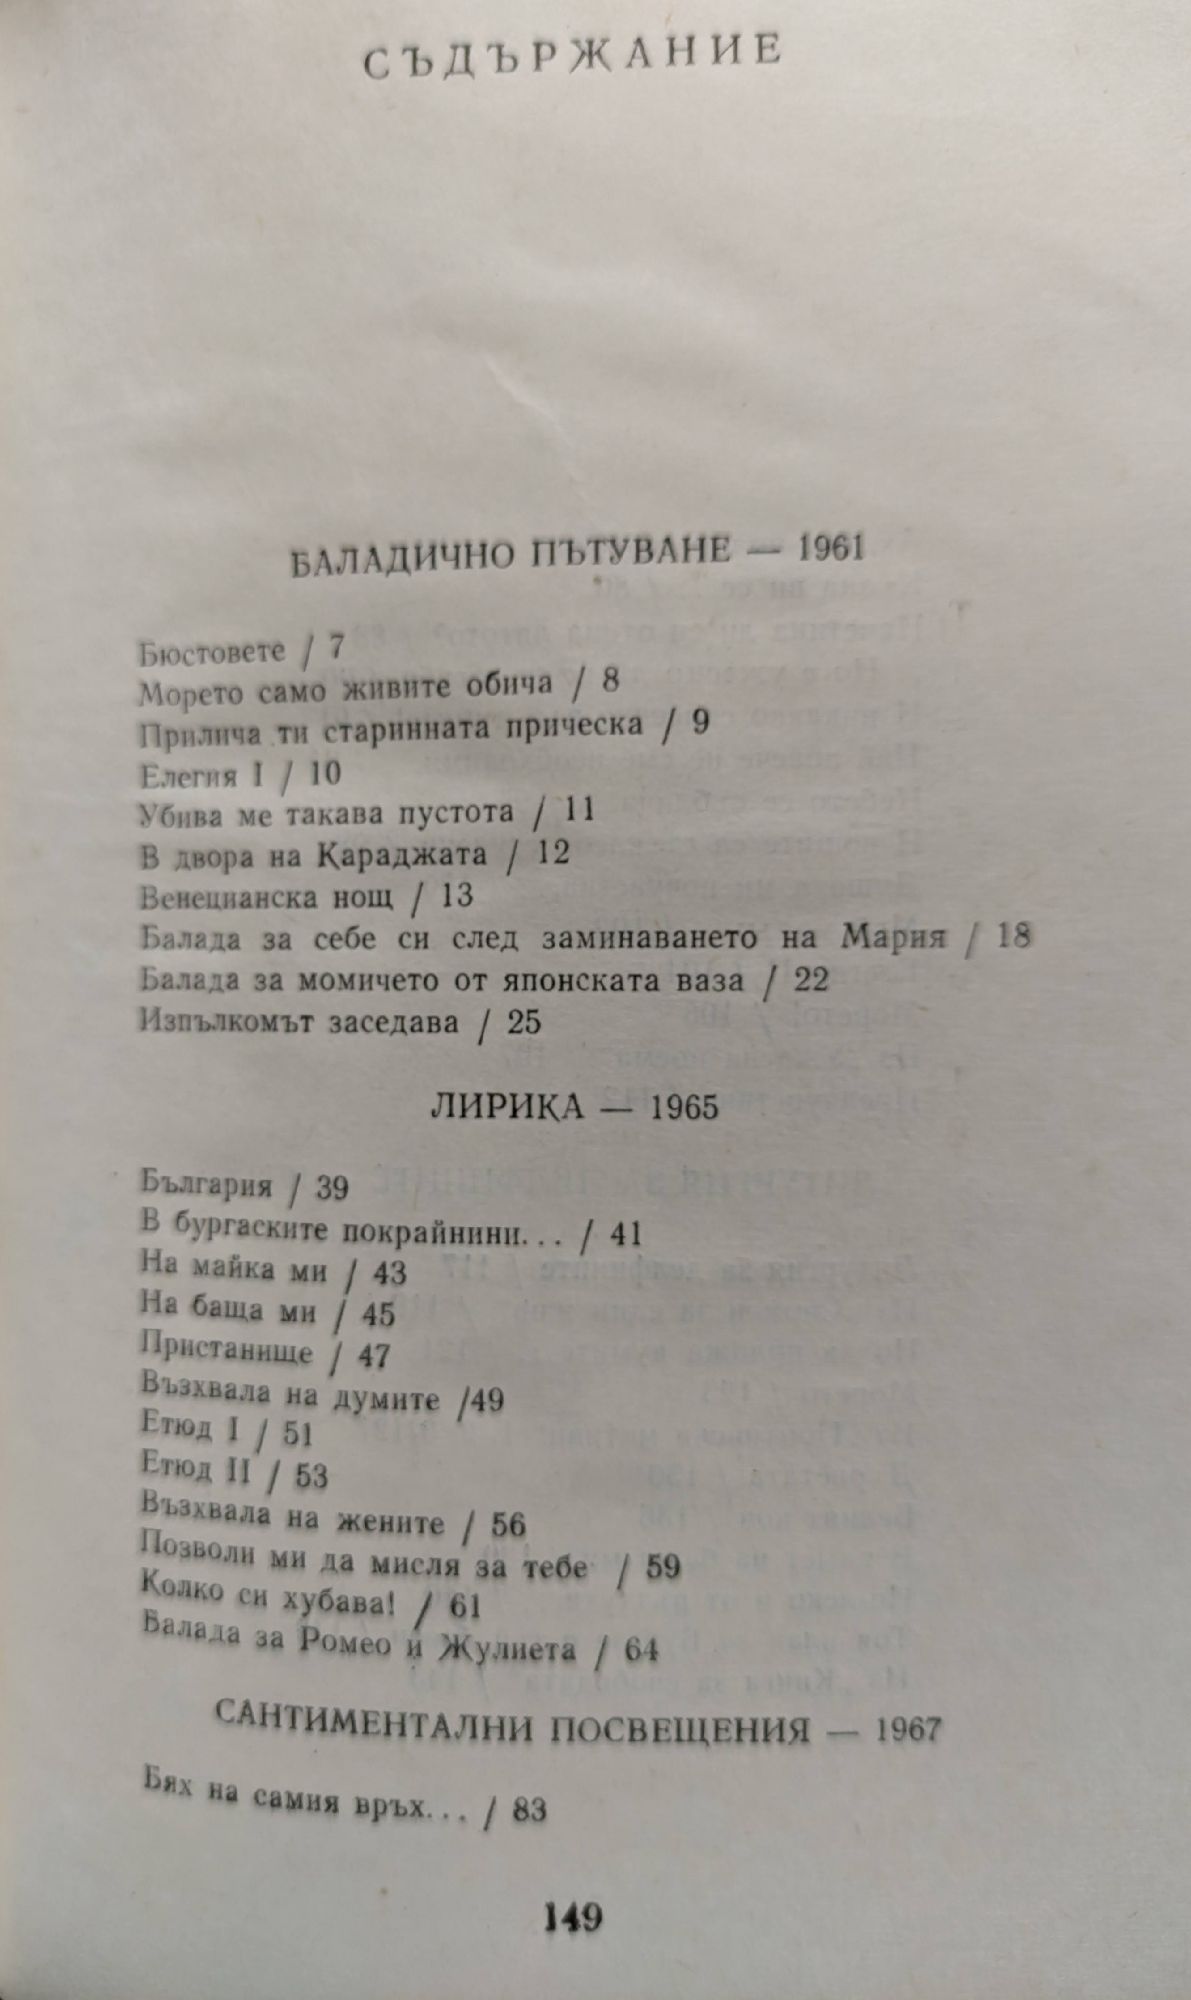 СЪДЪРЖАНИЕ
БАЛАДИЧНО ПЪТУВАНЕ — 1961
Бюстовете / 7
Морето само живите обича / 8
Прилича ти старинната прическа / 9
Елегия I / 10
Убива ме такава пустота / 11
В двора на Караджата / 12
Венецианска нощ / 13
Балада за себе си след заминаването на Мария / 18
Балада за момичето от японската ваза / 22
Изпълкомът заседава / 25
ЛИРИКА — 1965
България / 39
В бургаските покрайнини... / 41
На майка ми / 43
На баща ми / 45
Пристанище / 47
Възхвала на думите /49
Етюд I / 51
Етюд II / 53
Възхвала на жените / 56
Позволи ми да мисля за тебе / 59
Колко си хубава! / 61
Балада за Ромео и Жулиета / 64
САНТИМЕНТАЛНИ ПОСВЕЩЕНИЯ — 1967
Бях на самия връх... / 83
149